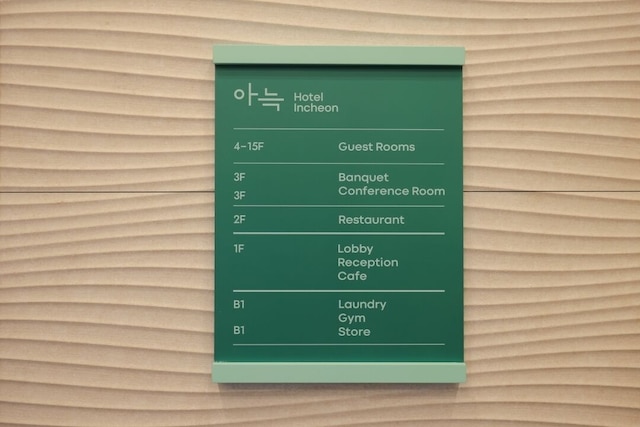 아늑 Hotel
Incheon
4–15F Guest Rooms
3F Banquet
3F Conference Room
2F Restaurant
1F Lobby
Reception
Cafe
B1 Laundry
Gym
B1 Store